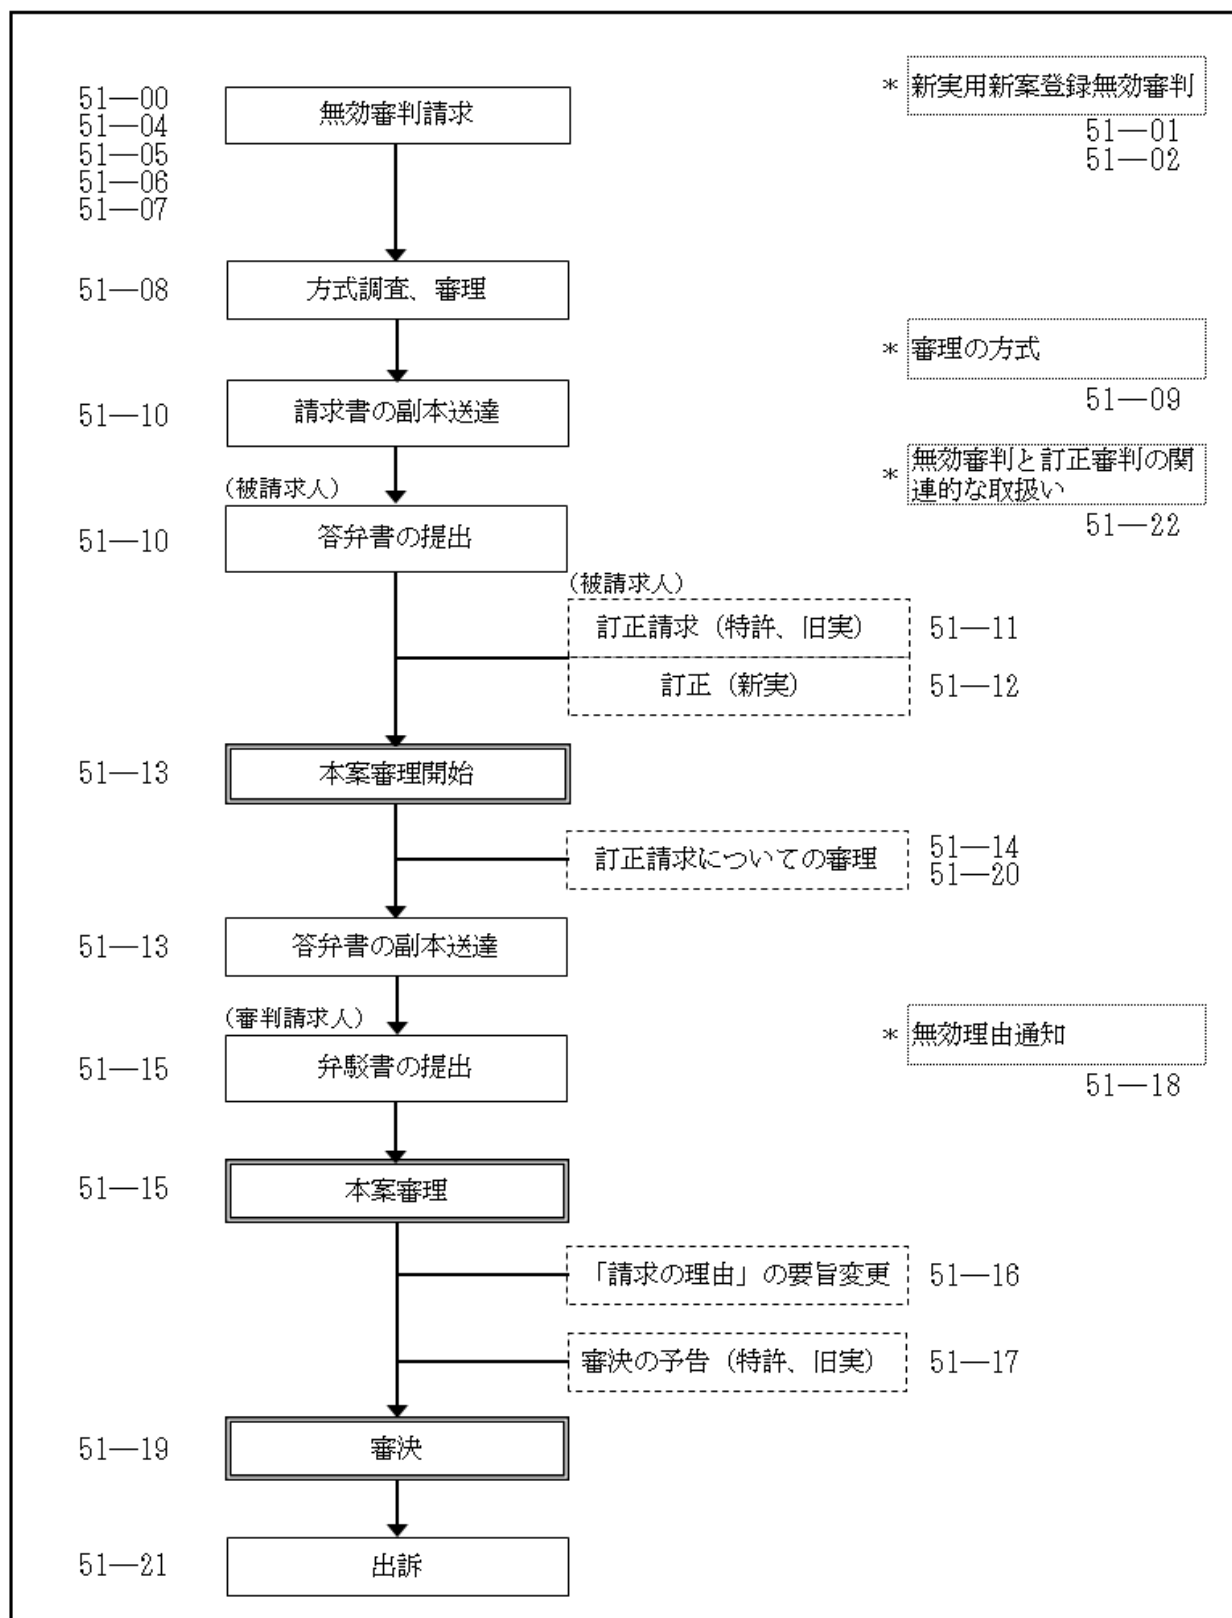 51―00
51―04
51―05
51―06
51―07
無効審判請求
* 新実用新案登録無効審判
51―01
51―02
51―08
方式調査、審理
* 審理の方式
51―09
51―10
請求書の副本送達
* 無効審判と訂正審判の関
連的な取扱い
51―22
(被請求人)
51―10
答弁書の提出
(被請求人)
訂正請求(特許、旧実)
51―11
訂正(新実)
51―12
51―13
本案審理開始
訂正請求についての審理
51―14
51―20
51―13
答弁書の副本送達
(審判請求人)
* 無効理由通知
51―18
51―15
弁駁書の提出
51―15
本案審理
「請求の理由」の要旨変更
51―16
審決の予告(特許、旧実)
51―17
51―19
審決
51―21
出訴